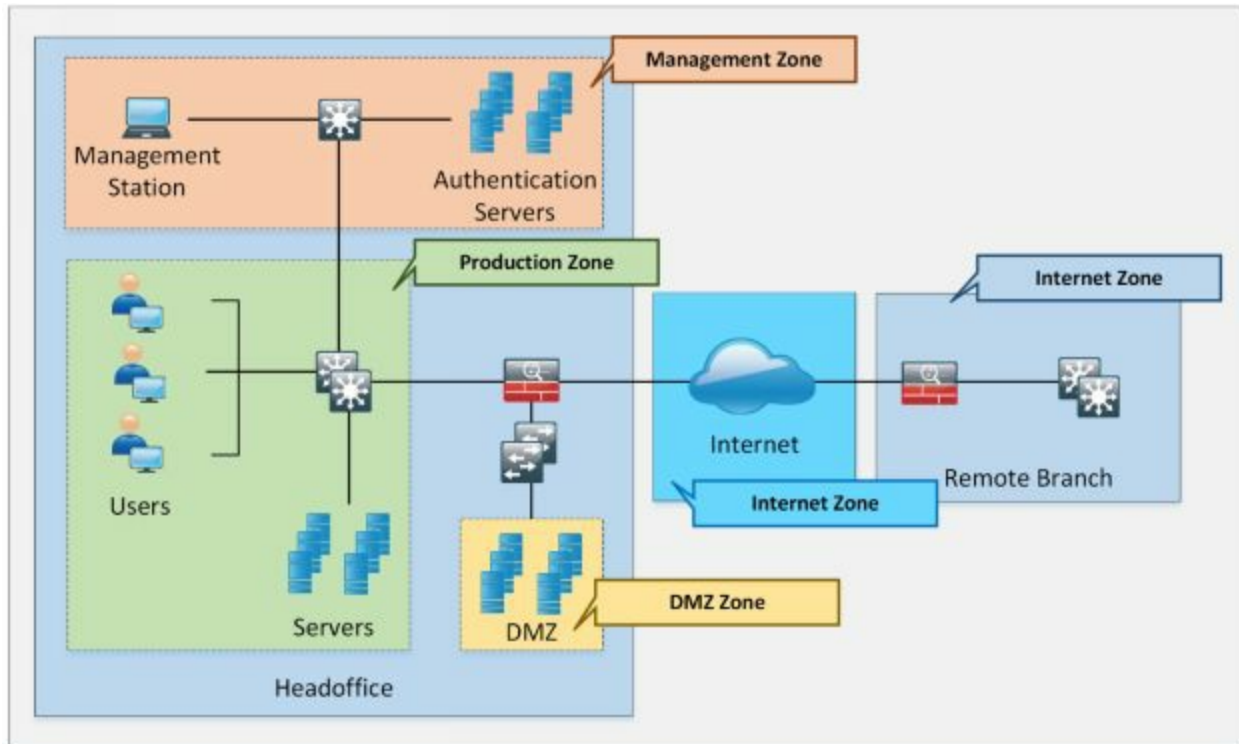 Management Zone
Management
Station
Authentication
Servers
Production Zone
Internet Zone
Users
Internet
Remote Branch
Internet Zone
Servers
DMZ
DMZ Zone
Headoffice